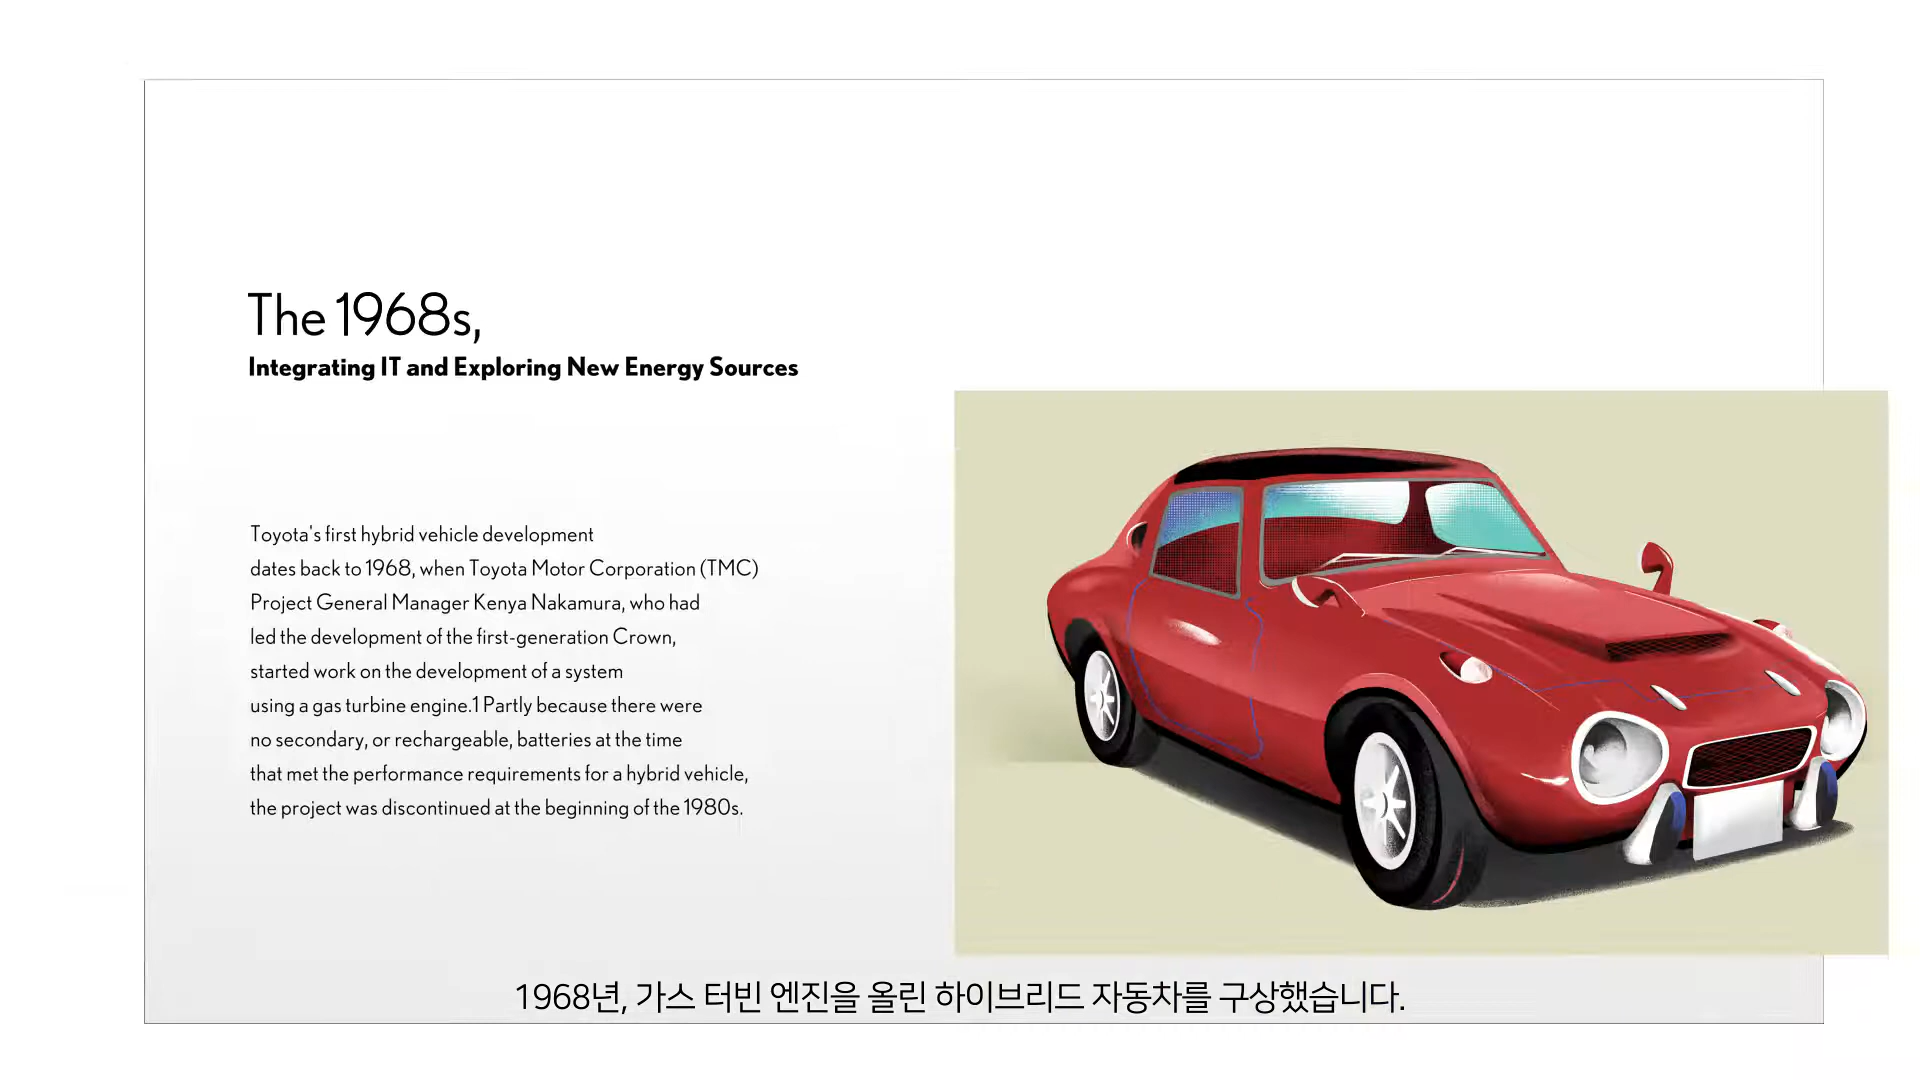 The 1968s,
Integrating IT and Exploring New Energy Sources
Toyota's first hybrid vehicle development
dates back to 1968, when Toyota Motor Corporation (TMC)
Project General Manager Kenya Nakamura, who had
led the development of the first-generation Crown,
started work on the development of a system
using a gas turbine engine.1 Partly because there were
no secondary, or rechargeable, batteries at the time
that met the performance requirements for a hybrid vehicle,
the project was discontinued at the beginning of the 1980s.
1968년, 가스 터빈 엔진을 올린 하이브리드 자동차를 구상했습니다.